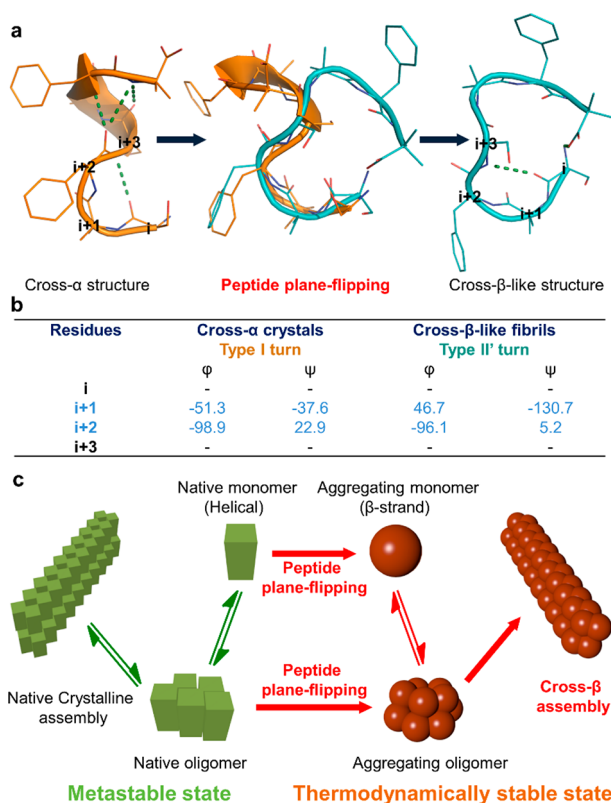 a
i+3
i+2
i+1
i
i+3
i
i+2
i+1
Cross-α structure
Peptide plane-flipping
Cross-β-like structure
b
Residues Cross-α crystals Cross-β-like fibrils
Type I turn Type II’ turn
φ ψ φ ψ
i - - - -
i+1 -51.3 -37.6 46.7 -130.7
i+2 -98.9 22.9 -96.1 5.2
i+3 - - - -
c
Native monomer
(Helical)
Aggregating monomer
(β-strand)
Peptide
plane-flipping
Native Crystalline
assembly
Peptide
plane-flipping
Cross-β
assembly
Native oligomer
Aggregating oligomer
Metastable state
Thermodynamically stable state